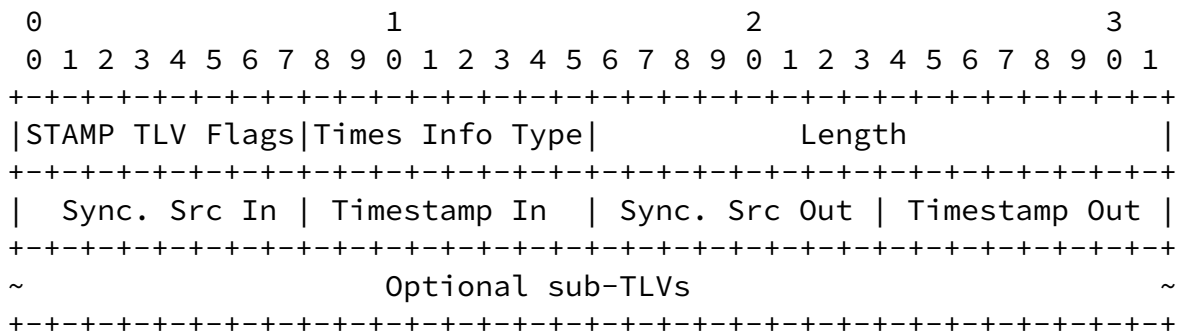 0                   1                   2                   3
 0 1 2 3 4 5 6 7 8 9 0 1 2 3 4 5 6 7 8 9 0 1 2 3 4 5 6 7 8 9 0 1
+-+-+-+-+-+-+-+-+-+-+-+-+-+-+-+-+-+-+-+-+-+-+-+-+-+-+-+-+-+-+-+-+
|STAMP TLV Flags|Times Info Type|           Length              |
+-+-+-+-+-+-+-+-+-+-+-+-+-+-+-+-+-+-+-+-+-+-+-+-+-+-+-+-+-+-+-+-+
|  Sync. Src In | Timestamp In  | Sync. Src Out | Timestamp Out |
+-+-+-+-+-+-+-+-+-+-+-+-+-+-+-+-+-+-+-+-+-+-+-+-+-+-+-+-+-+-+-+-+
~                    Optional sub-TLVs                          ~
+-+-+-+-+-+-+-+-+-+-+-+-+-+-+-+-+-+-+-+-+-+-+-+-+-+-+-+-+-+-+-+-+